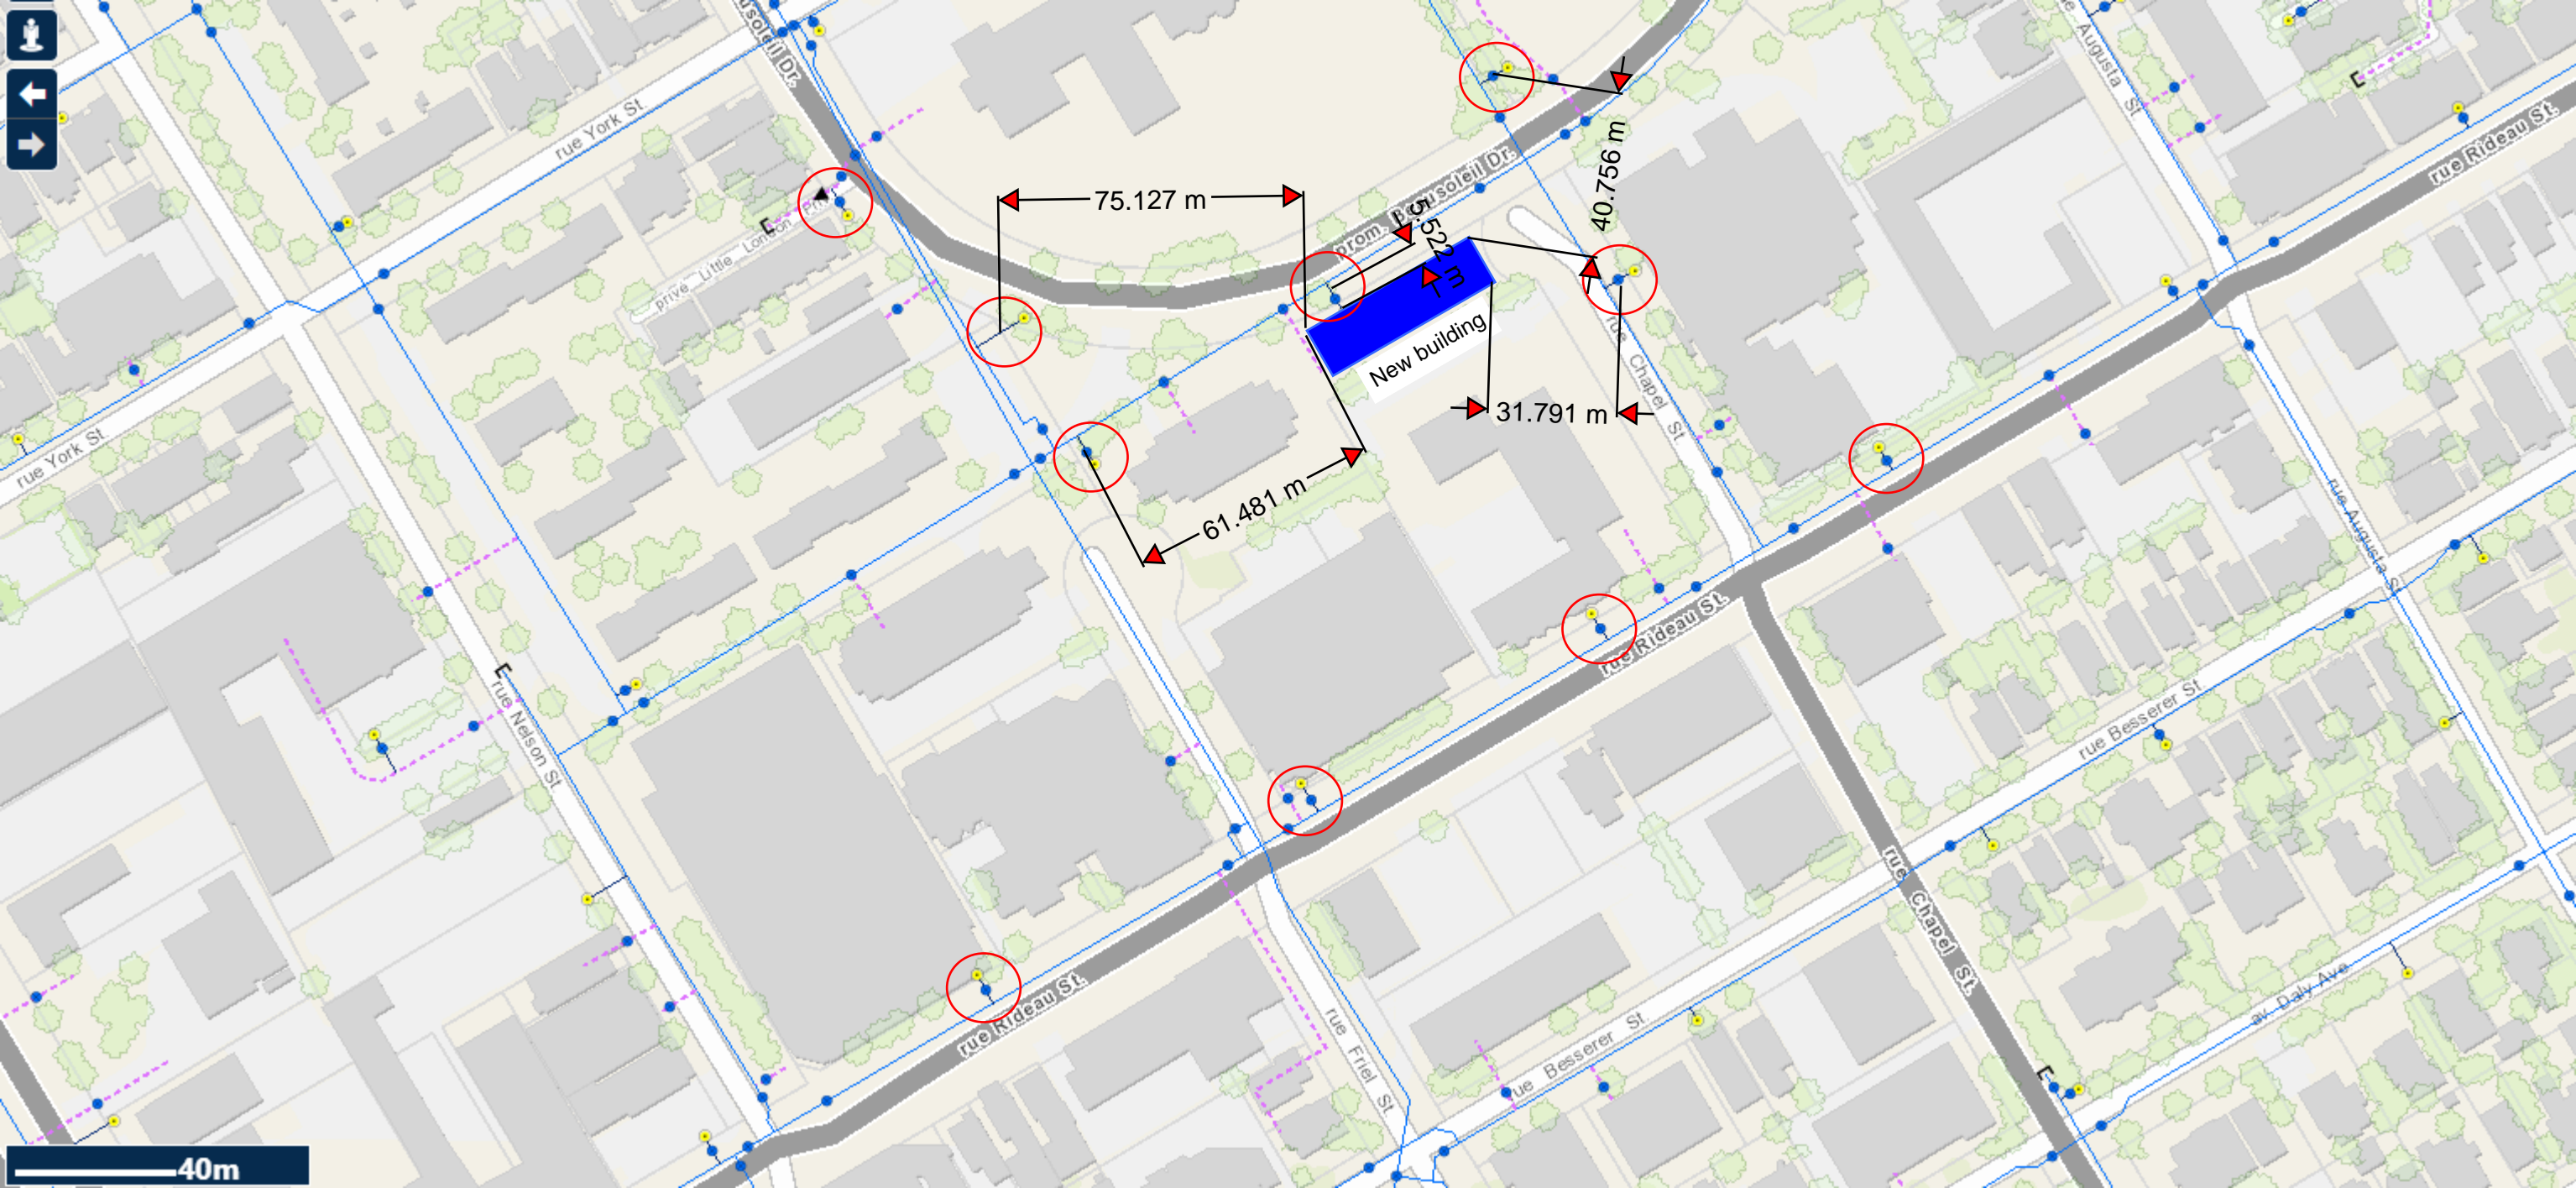 usoleil Dr.
rue York St.
Augusta St
rue Rideau St.
75.127 m
prom. Beausoleil Dr.
5.522 m
40.756 m
privé Little London
New building
31.791 m
rue Chapel St
rue York St.
61.481 m
rue Augusta St
rue Rideau St.
rue Nelson St
rue Besserer St
rue Chapel St.
rue Rideau St.
av Daly Ave
rue Friel St.
rue Besserer St.
40m